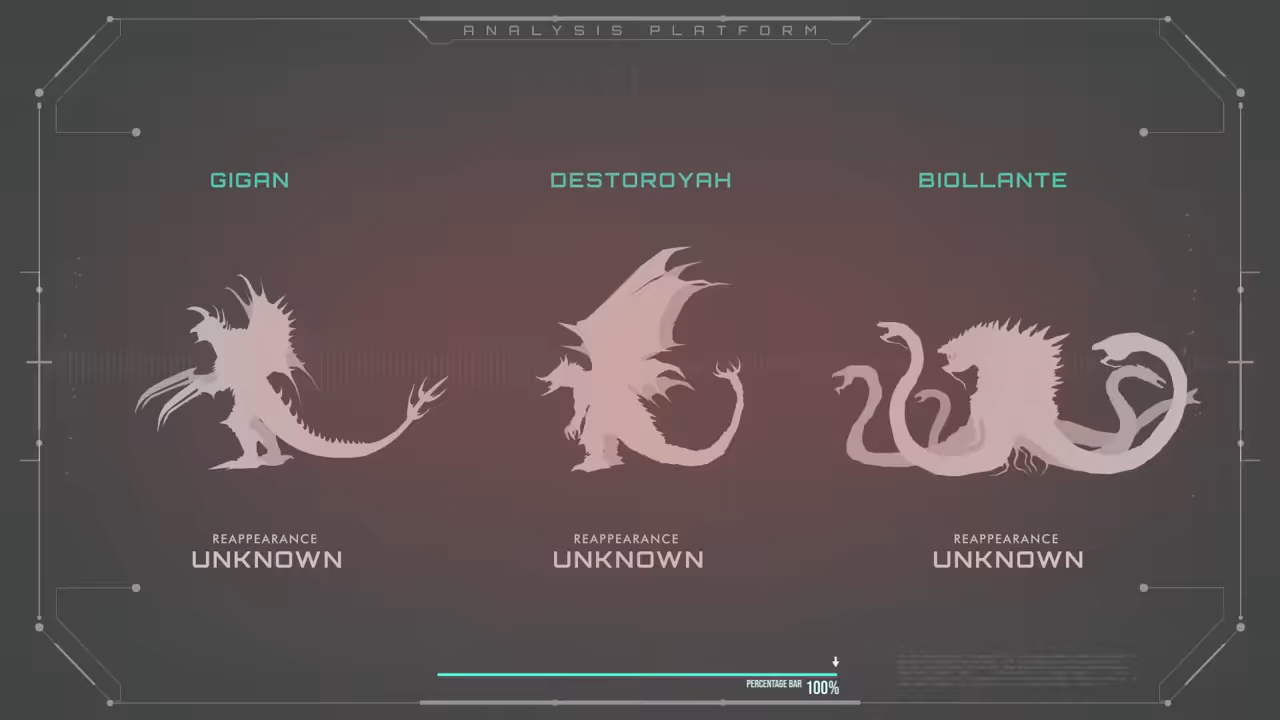 ANALYSIS PLATFORM
GIGAN
DESTOROYAH
BIOLLANTE
REAPPEARANCE
UNKNOWN
REAPPEARANCE
UNKNOWN
REAPPEARANCE
UNKNOWN
PERCENTAGE BAR 100%